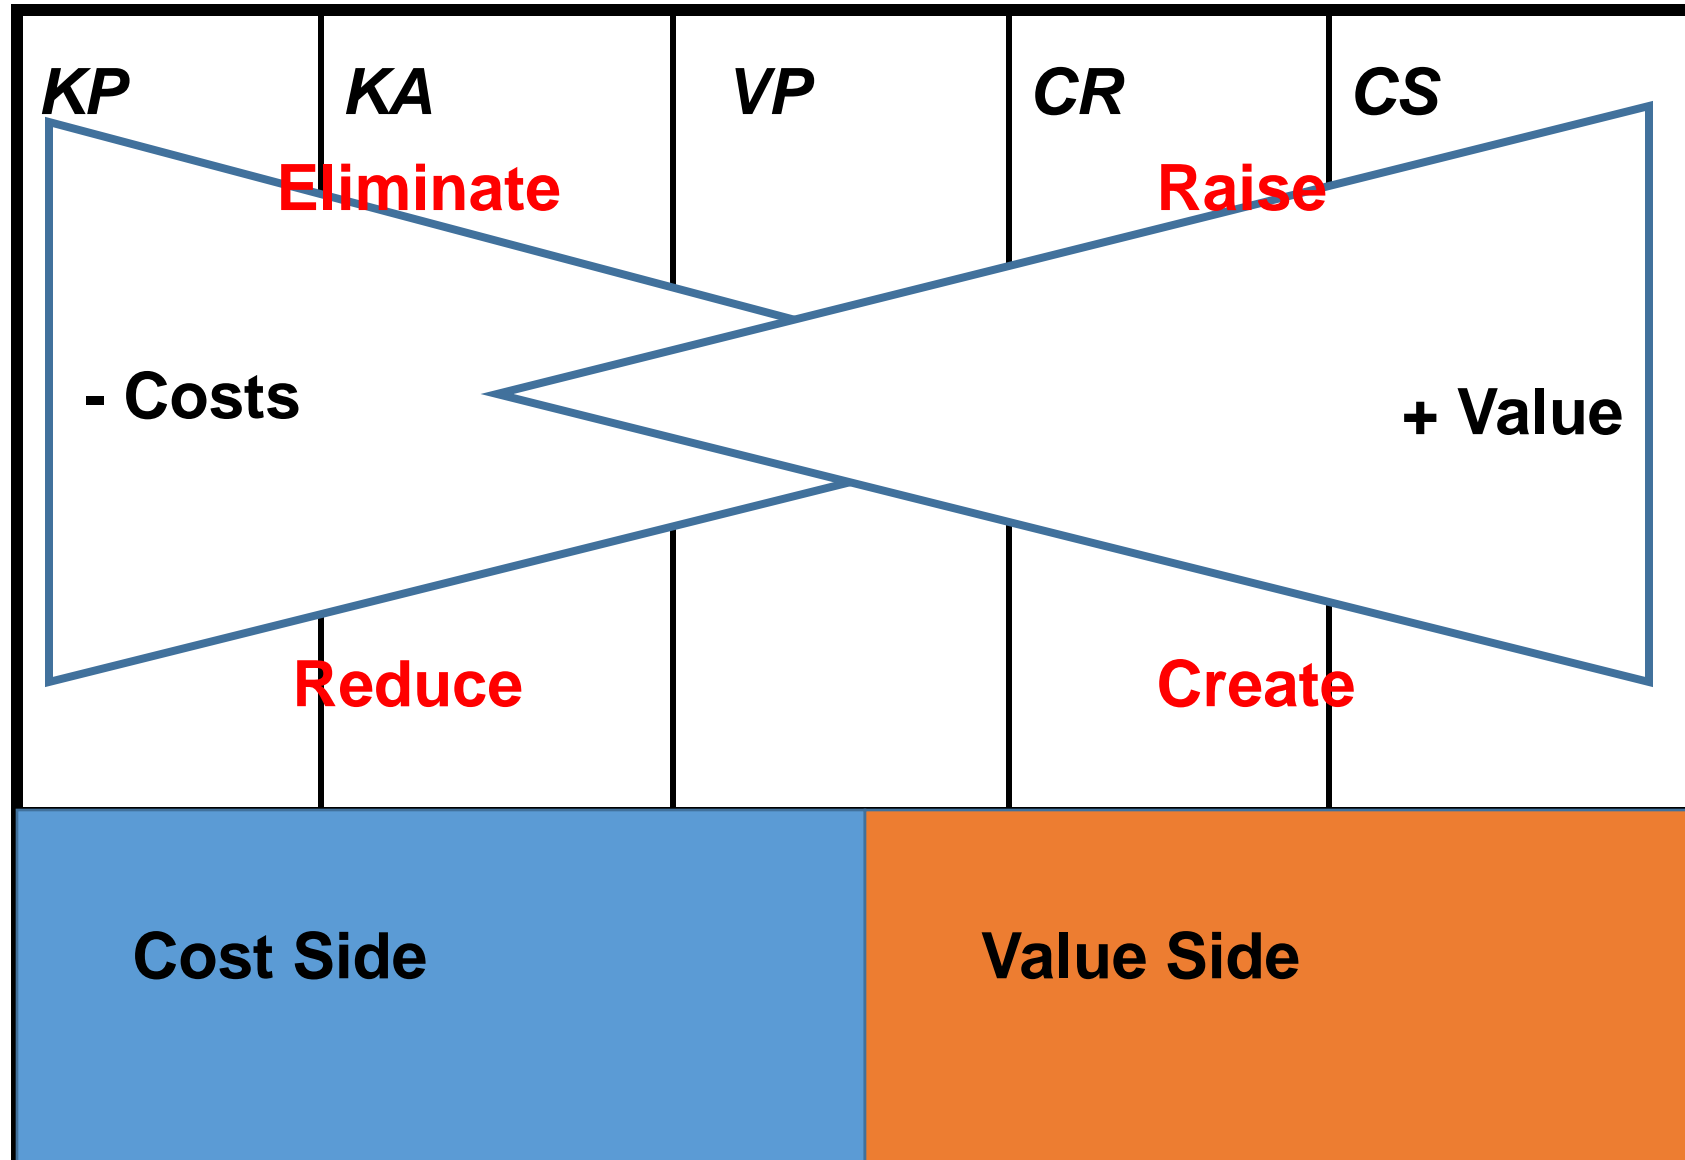 KP
KA
VP
CR
CS
Eliminate
Raise
- Costs
+ Value
Reduce
Create
Cost Side
Value Side